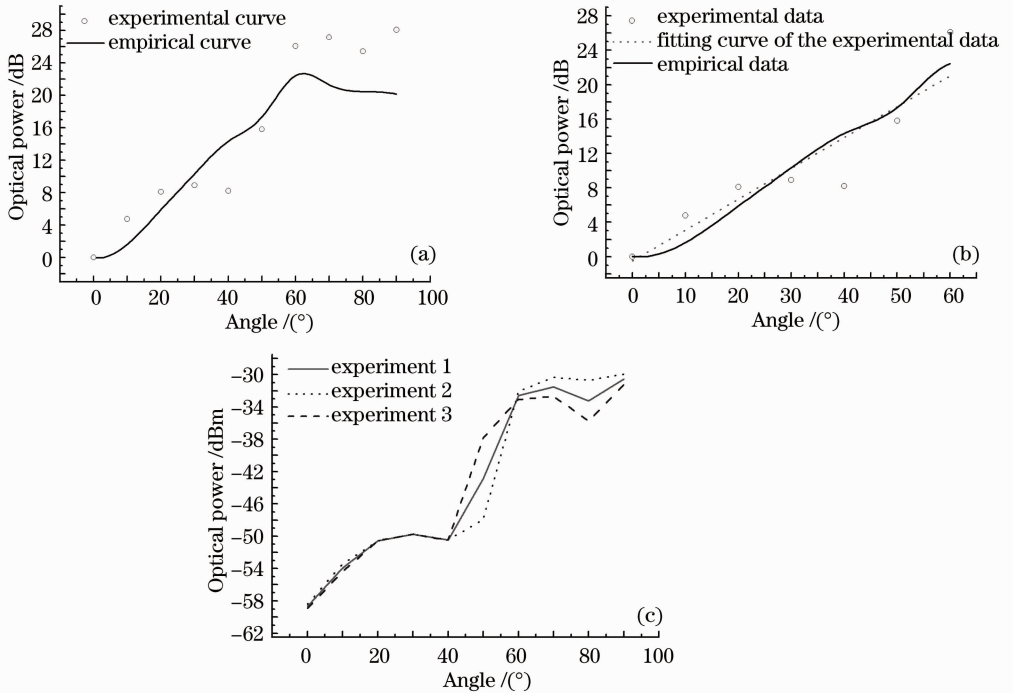 experimental curve
empirical curve
Optical power /dB
28
24
20
16
12
8
4
0
(a)
0 20 40 60 80 100
Angle /(°)
experimental data
fitting curve of the experimental data
empirical data
Optical power /dB
28
24
20
16
12
8
4
0
(b)
0 10 20 30 40 50 60
Angle /(°)
experiment 1
experiment 2
experiment 3
Optical power /dBm
−30
−34
−38
−42
−46
−50
−54
−58
−62
(c)
0 20 40 60 80 100
Angle /(°)